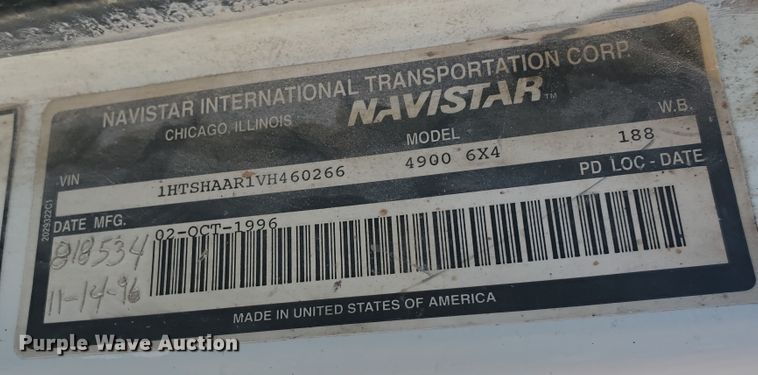 NAVISTAR INTERNATIONAL TRANSPORTATION CORP.
CHICAGO, ILLINOIS NAVISTAR™
VIN MODEL W.B.
1HTSHAAR1VH460266 4900 6X4 188
DATE MFG. PD LOC - DATE
02-OCT-1996
2029322C1
818534
11-14-96
MADE IN UNITED STATES OF AMERICA
Purple Wave Auction